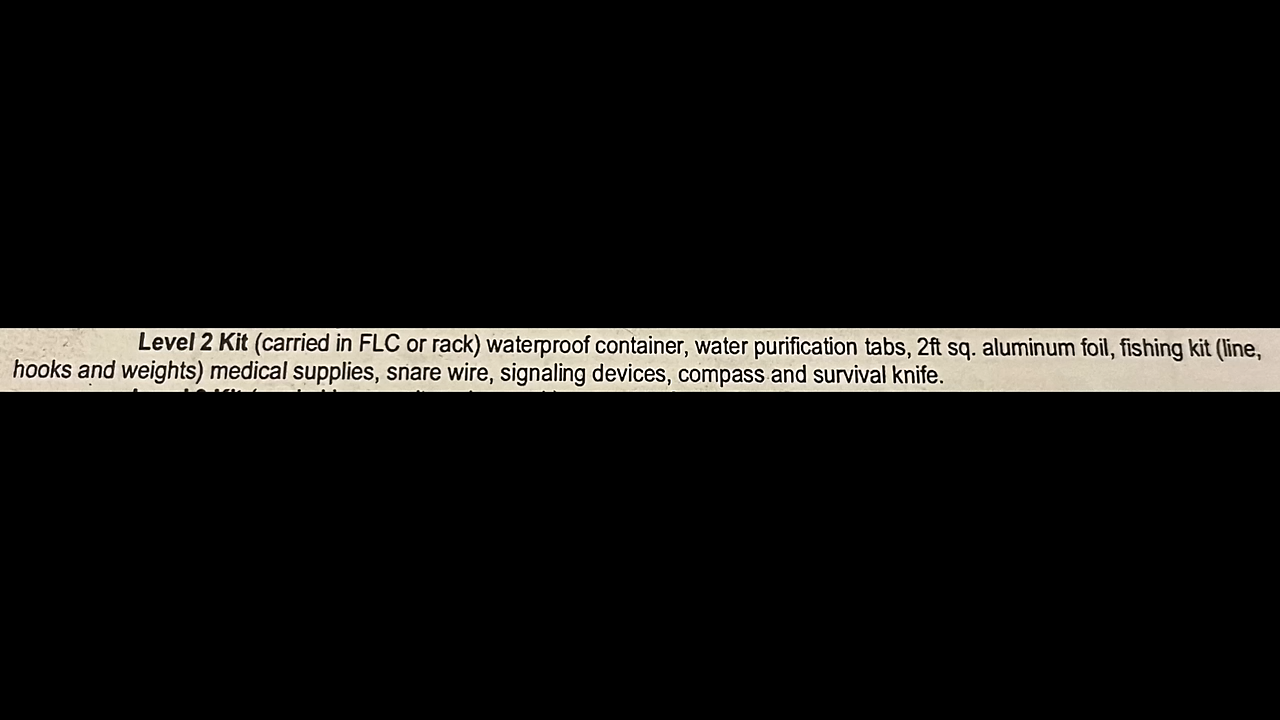 Level 2 Kit (carried in FLC or rack) waterproof container, water purification tabs, 2ft sq. aluminum foil, fishing kit (line,
hooks and weights) medical supplies, snare wire, signaling devices, compass and survival knife.